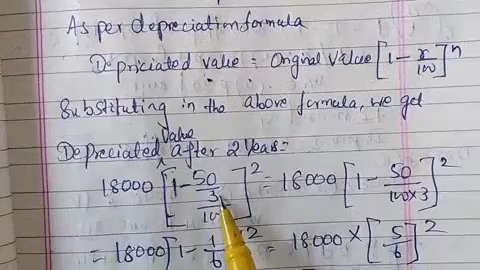 As per depreciation formula
Depriciated value = Original Value [1 - r/100]^n
Substituting in the above formula, we get
Value
Depreciated ^ after 2 Years =
18000 [1 - 50/3/100]^2 = 18000 [1 - 50/100×3]^2
= 18000 [1 - 1/6]^2 = 18000 × [5/6]^2